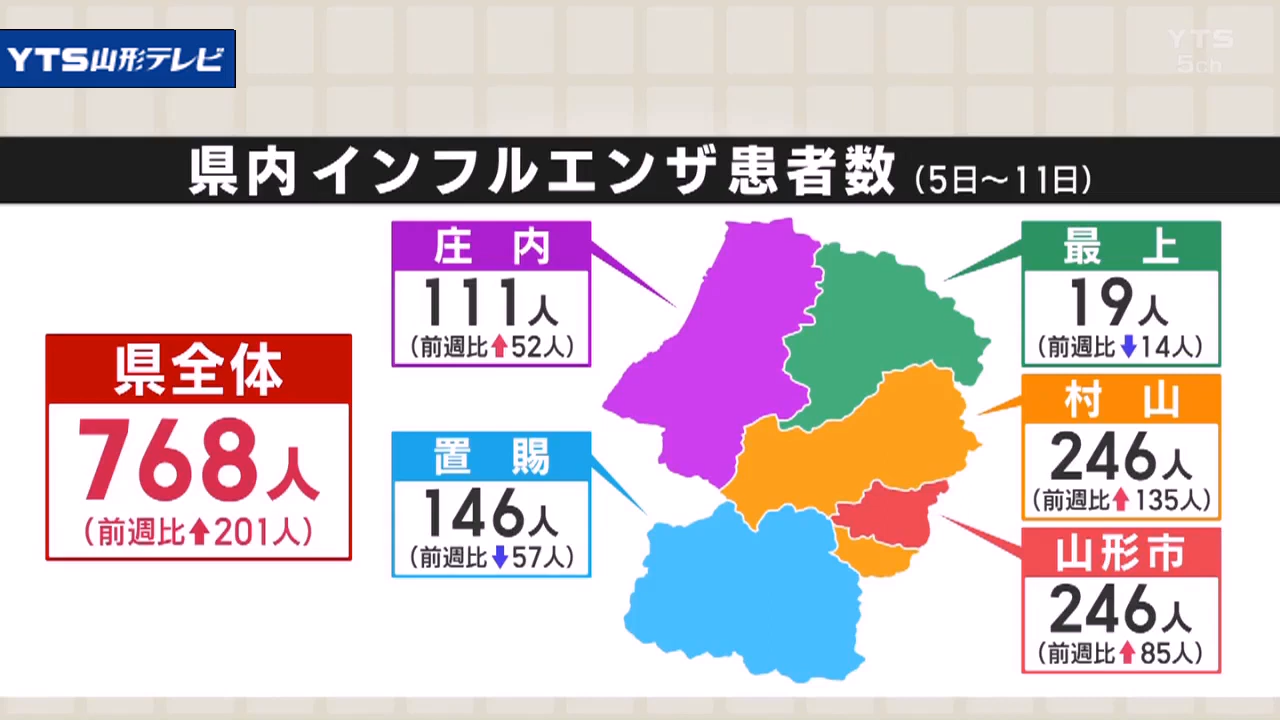 YTS山形テレビ
YTS
5ch
県内インフルエンザ患者数(5日～11日)
県全体
768人
(前週比⬆201人)
庄内
111人
(前週比⬆52人)
置賜
146人
(前週比⬇57人)
最上
19人
(前週比⬇14人)
村山
246人
(前週比⬆135人)
山形市
246人
(前週比⬆85人)